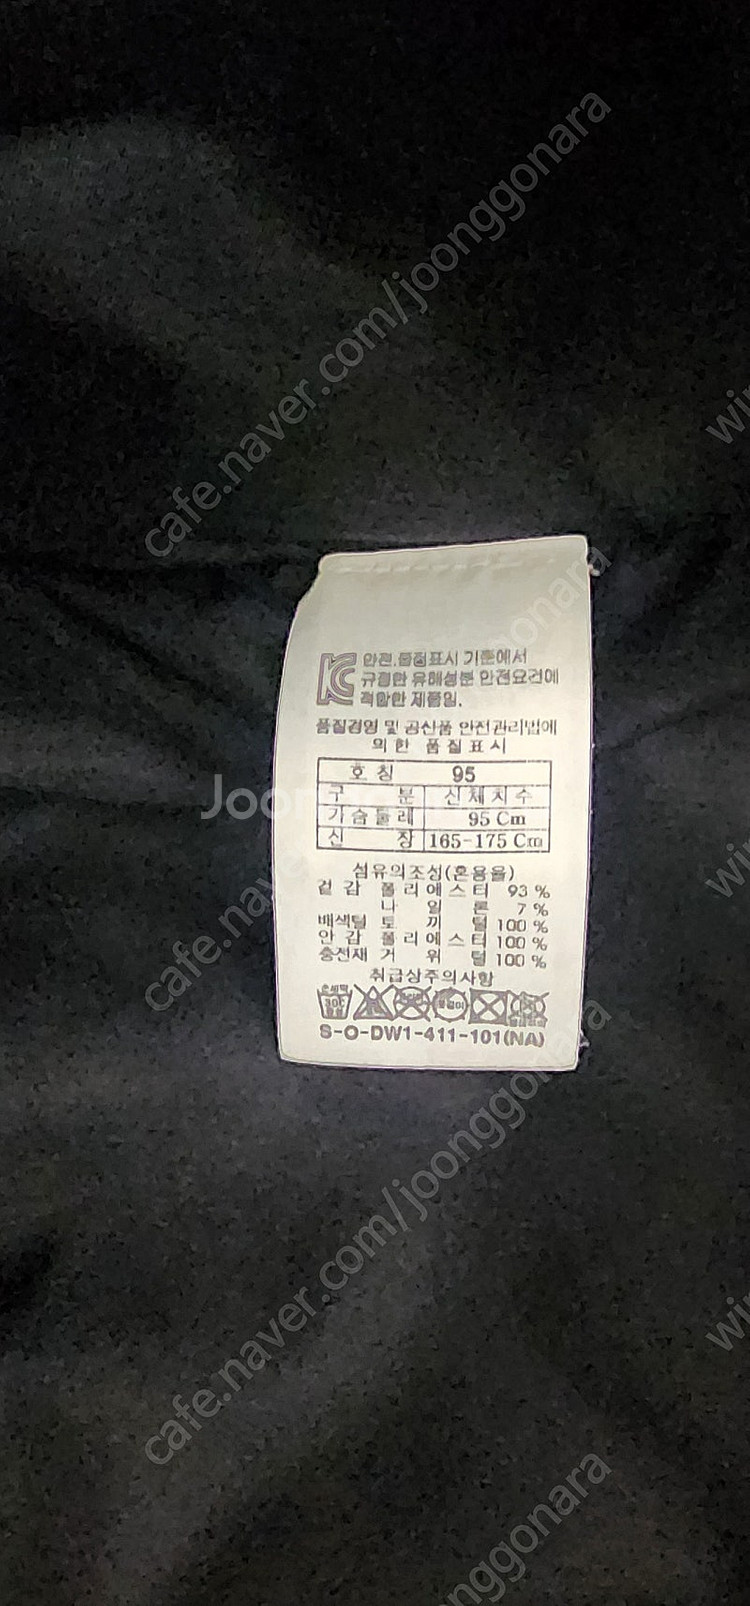 안전.품질표시 기준에서
규정한 유해성분 안전요건에
적합한 제품임.
품질경영 및 공산품 안전관리법에
의한 품질표시
호칭 95
구 분 신체치수
가슴둘레 95 Cm
신 장 165-175 Cm
섬유의조성(혼용율)
겉감 폴리에스터 93 %
나 일 론 7 %
배색털 토 끼 털 100 %
안감 폴리에스터 100 %
충전재 거 위 털 100 %
취급상주의사항
S-O-DW1-411-101(NA)
cafe.naver.com/joonggonara
cafe.naver.com/joonggonara
cafe.naver.com/joonggonara